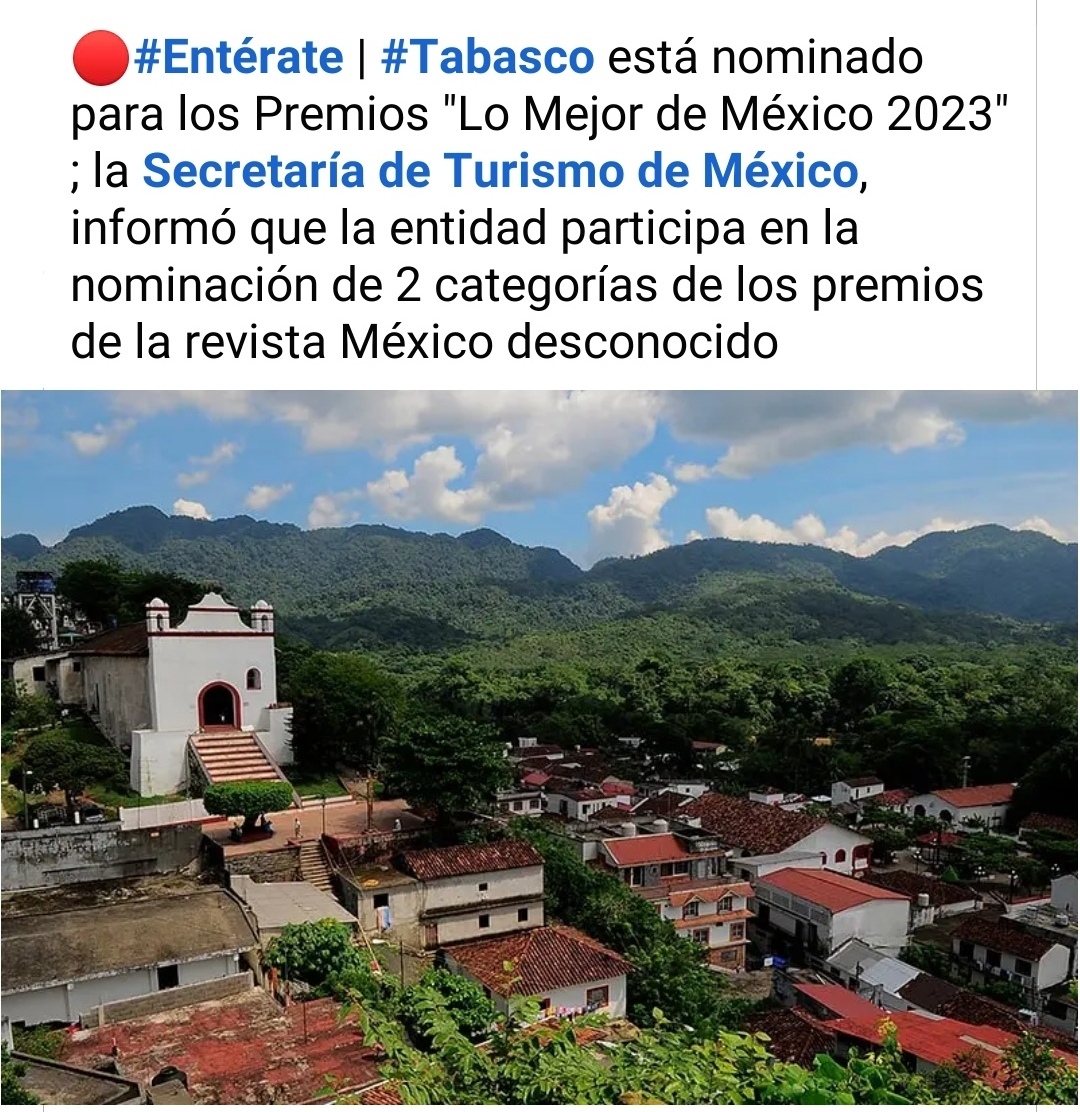 🔴#Entérate | #Tabasco está nominado
para los Premios "Lo Mejor de México 2023"
; la Secretaría de Turismo de México,
informó que la entidad participa en la
nominación de 2 categorías de los premios
de la revista México desconocido